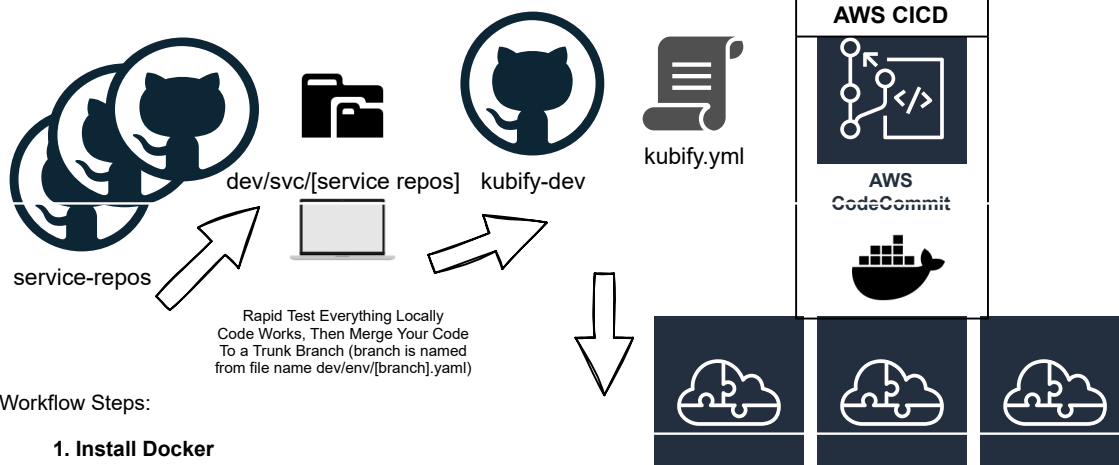 AWS CICD
dev/svc/[service repos]
kubify-dev
kubify.yml
</>
AWS
CodeCommit
service-repos
Rapid Test Everything Locally
Code Works, Then Merge Your Code
To a Trunk Branch (branch is named
from file name dev/env/[branch].yaml)
Workflow Steps:
1. Install Docker